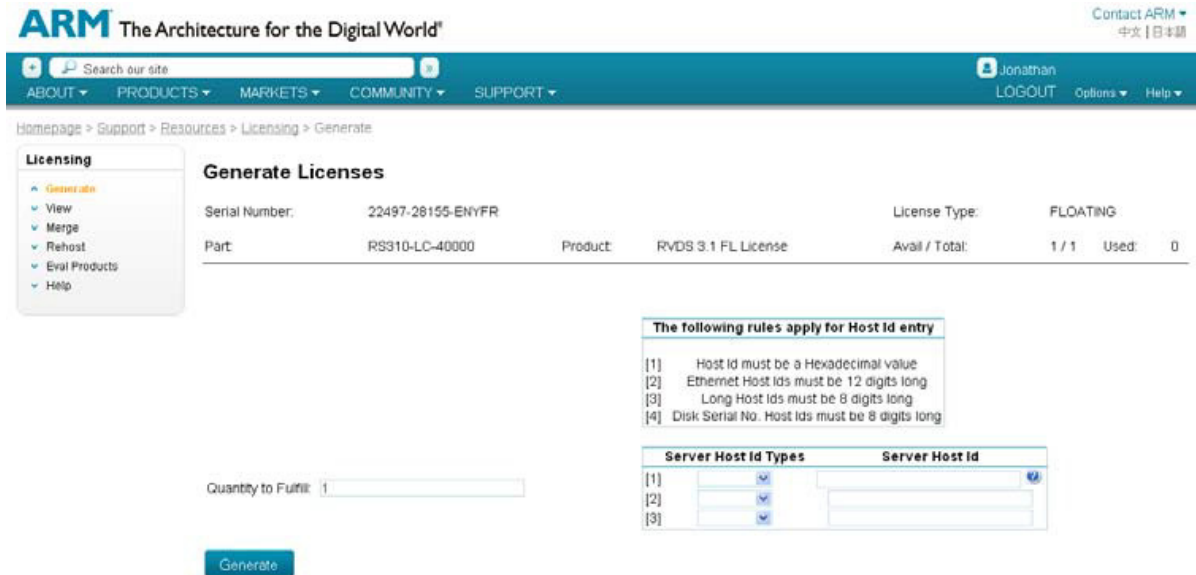 ARM The Architecture for the Digital World®
Contact ARM
中文 | 日本語
Search our site
Jonathan
ABOUT PRODUCTS MARKETS COMMUNITY SUPPORT
LOGOUT Options Help
Homepage > Support > Resources > Licensing > Generate
Licensing
Generate
View
Merge
Rehost
Eval Products
Help
Generate Licenses
Serial Number: 22497-28155-ENYFR License Type: FLOATING
Part: RS310-LC-40000 Product: RVDS 3.1 FL License Avail / Total: 1 / 1 Used: 0
The following rules apply for Host Id entry
[1] Host Id must be a Hexadecimal value
[2] Ethernet Host Ids must be 12 digits long
[3] Long Host Ids must be 8 digits long
[4] Disk Serial No. Host Ids must be 8 digits long
Server Host Id Types Server Host Id
[1]
Quantity to Fulfill: 1
[2]
[3]
Generate